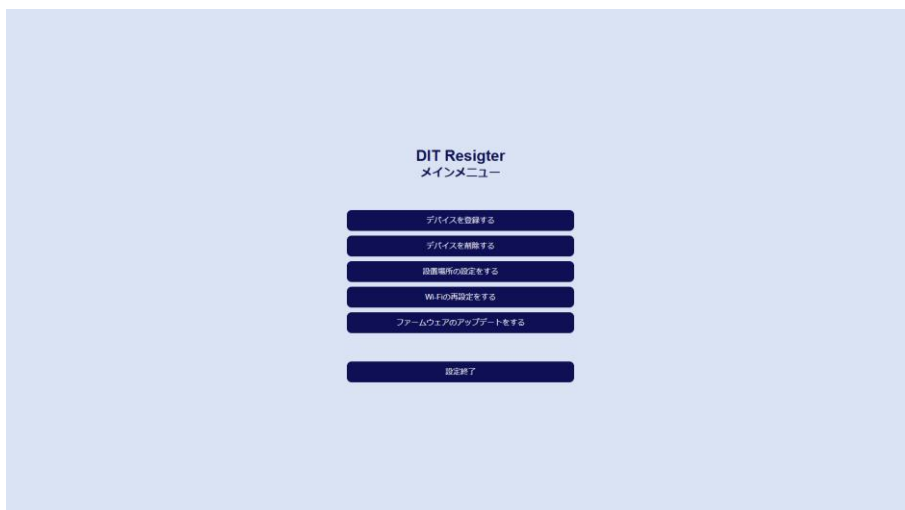 DIT Resigter
メインメニュー
デバイスを登録する
デバイスを削除する
設置場所の設定をする
Wi-Fiの再設定をする
ファームウェアのアップデートをする
設定終了